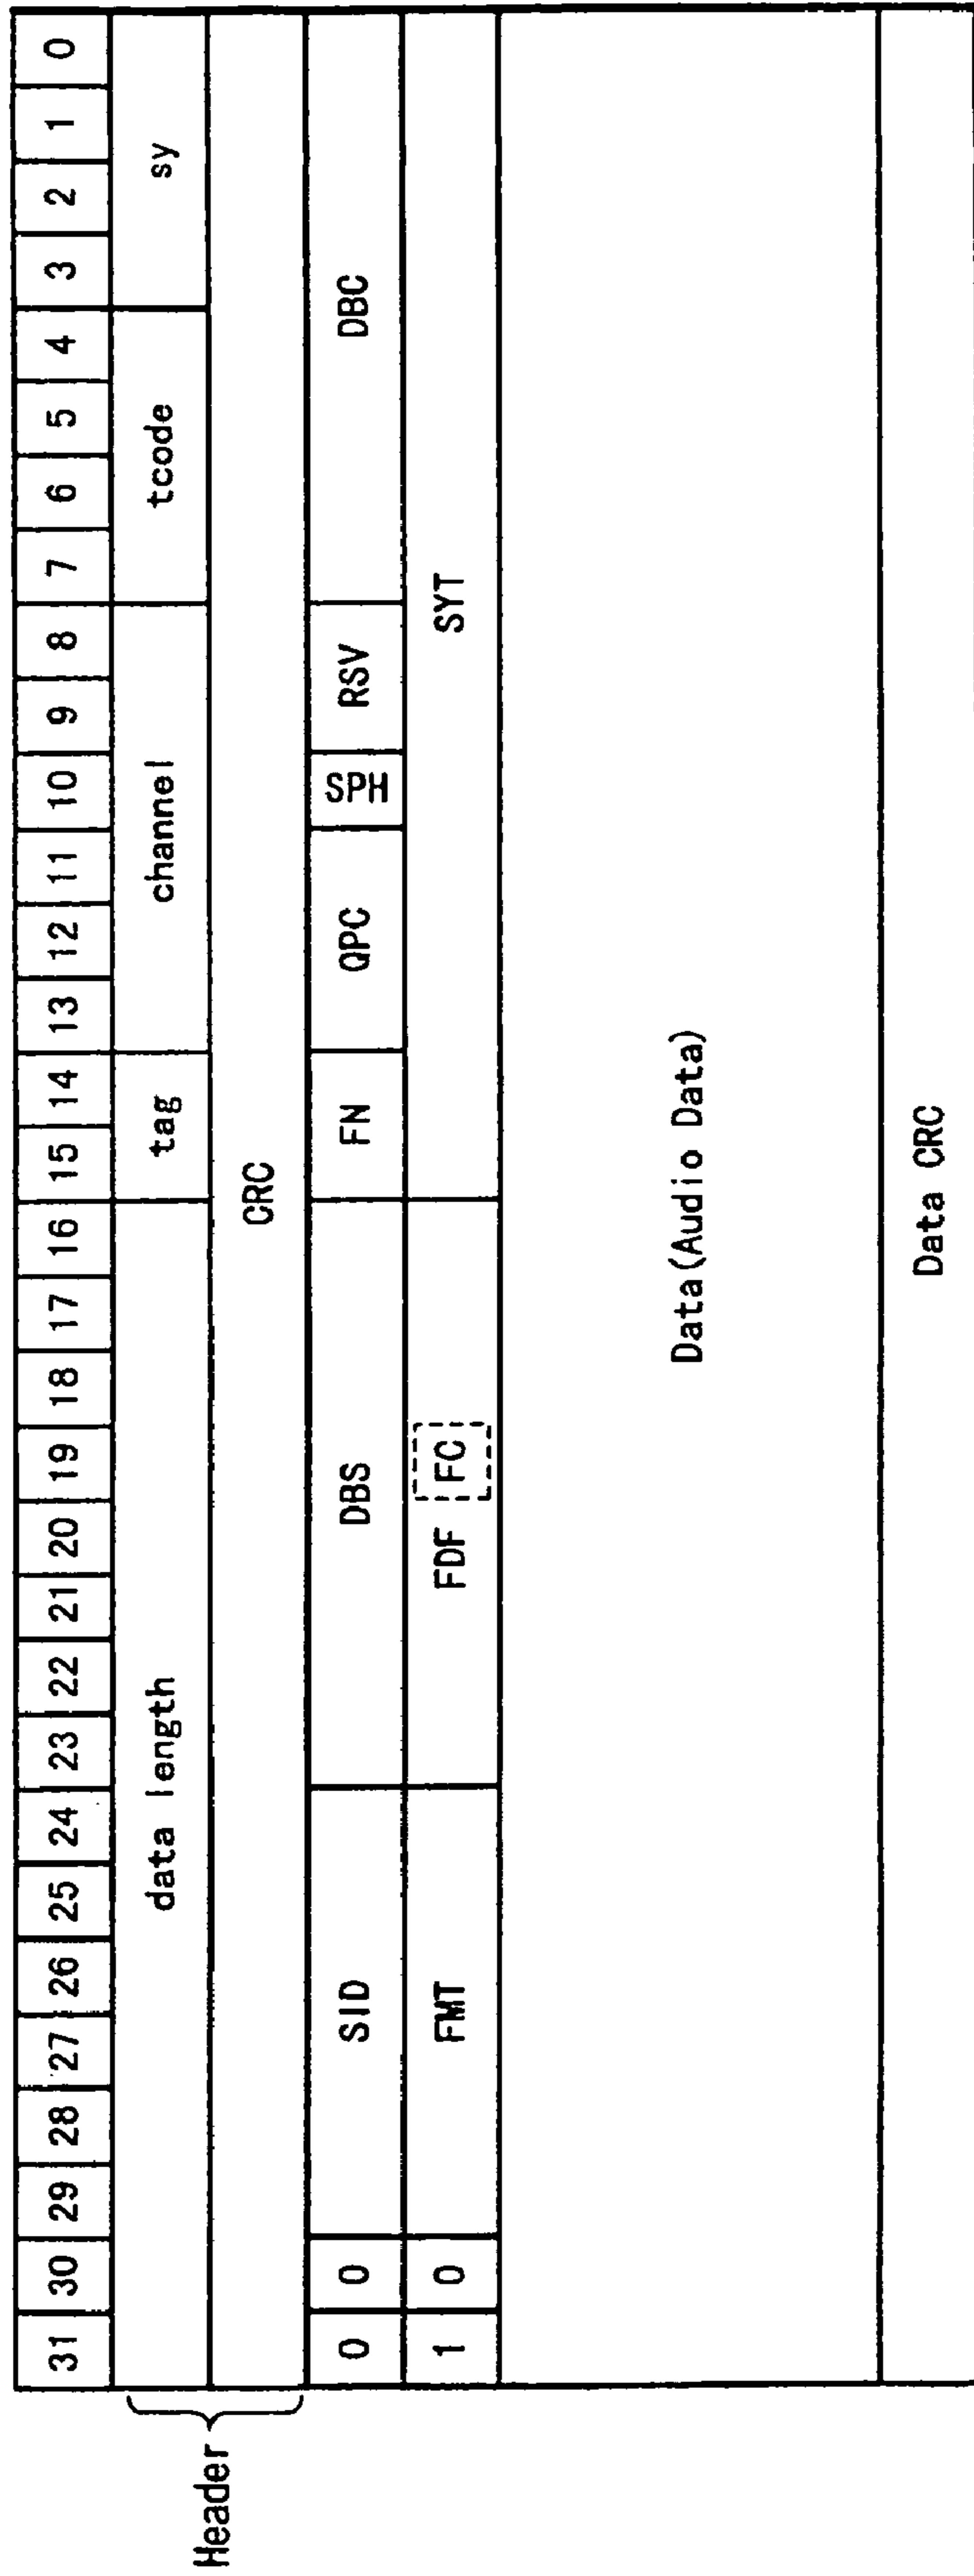 31 30 29 28 27 26 25 24 23 22 21 20 19 18 17 16 15 14 13 12 11 10 9 8 7 6 5 4 3 2 1 0
Header
data length tag channel tcode sy
CRC
0 0 SID DBS FN QPC SPH RSV DBC
1 0 FMT FDF FC SYT
Data(Audio Data)
Data CRC